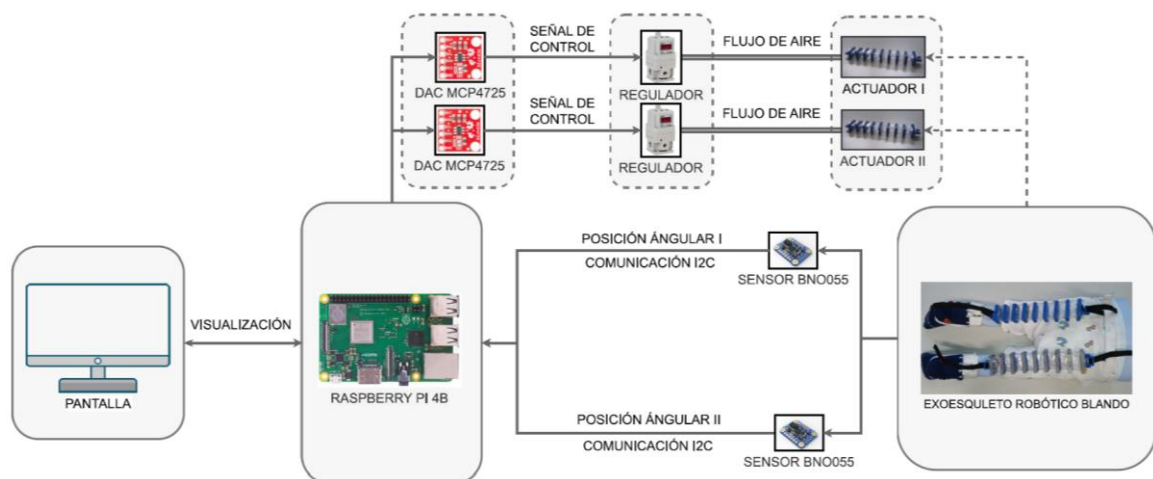 SEÑAL DE
CONTROL
FLUJO DE AIRE
DAC MCP4725
REGULADOR
ACTUADOR I
SEÑAL DE
CONTROL
FLUJO DE AIRE
DAC MCP4725
REGULADOR
ACTUADOR II
POSICIÓN ÁNGULAR I
COMUNICACIÓN I2C
SENSOR BNO055
VISUALIZACIÓN
PANTALLA
RASPBERRY PI 4B
EXOESQULETO ROBÓTICO BLANDO
POSICIÓN ÁNGULAR II
COMUNICACIÓN I2C
SENSOR BNO055